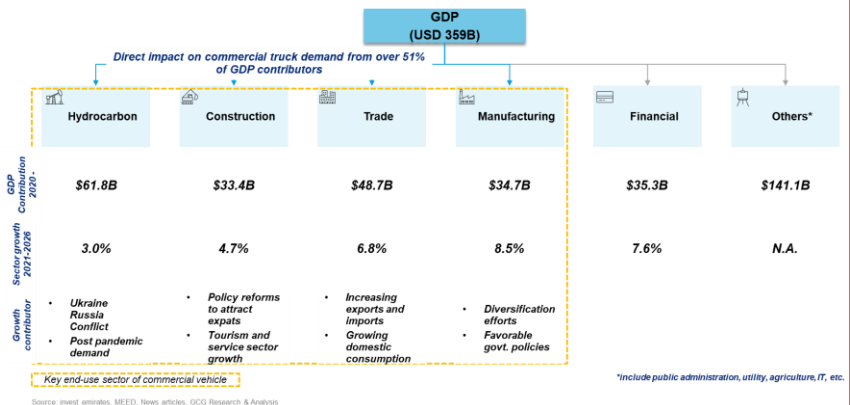 GDP
(USD 359B)
Direct impact on commercial truck demand from over 51%
of GDP contributors
Hydrocarbon
Construction
Trade
Manufacturing
Financial
Others*
GDP
Contribution
2020 -
$61.8B
$33.4B
$48.7B
$34.7B
$35.3B
$141.1B
Sector growth
2021-2026
3.0%
4.7%
6.8%
8.5%
7.6%
N.A.
Growth
contributor
• Ukraine
Russia
Conflict
• Post pandemic
demand
• Policy reforms
to attract
expats
• Tourism and
service sector
growth
• Increasing
exports and
imports
• Growing
domestic
consumption
• Diversification
efforts
• Favorable
govt. policies
Key end-use sector of commercial vehicle
*include public administration, utility, agriculture, IT, etc.
Source: invest emirates, MEED, News articles, GCG Research & Analysis